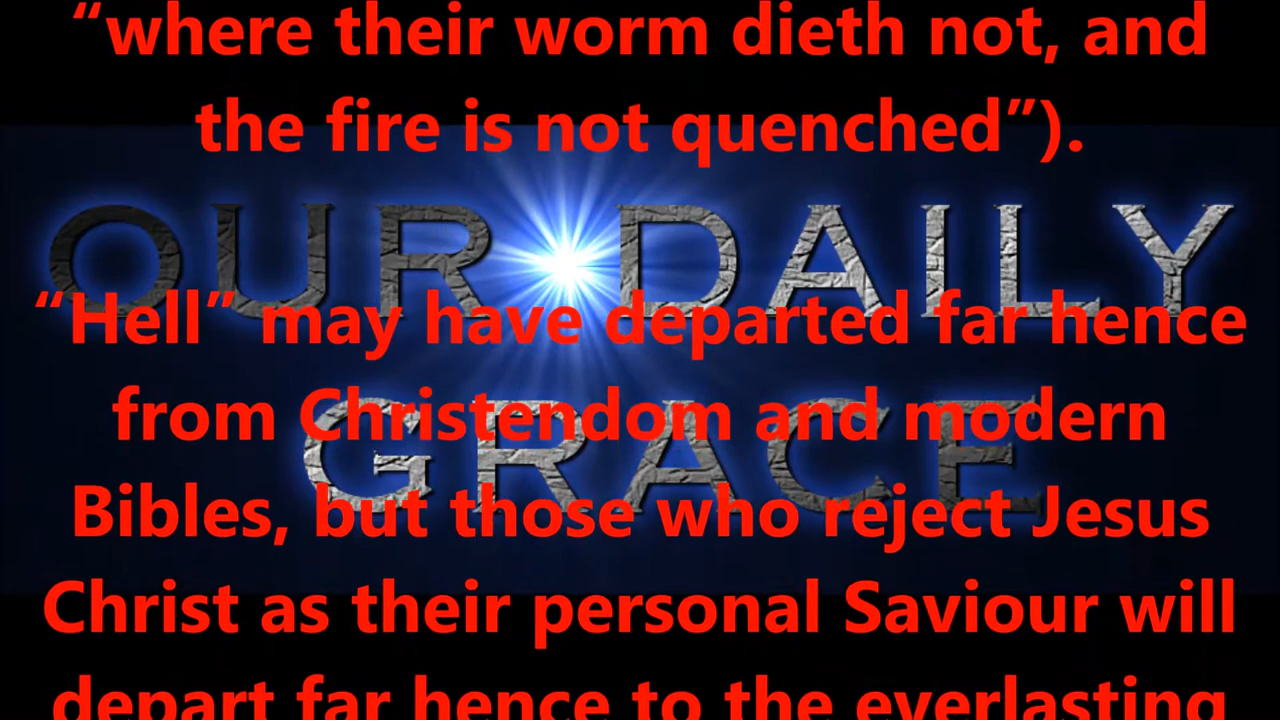 “where their worm dieth not, and
the fire is not quenched”).
OUR DAILY
“Hell” may have departed far hence
from Christendom and modern
GRACE
Bibles, but those who reject Jesus
Christ as their personal Saviour will
depart far hence to the everlasting